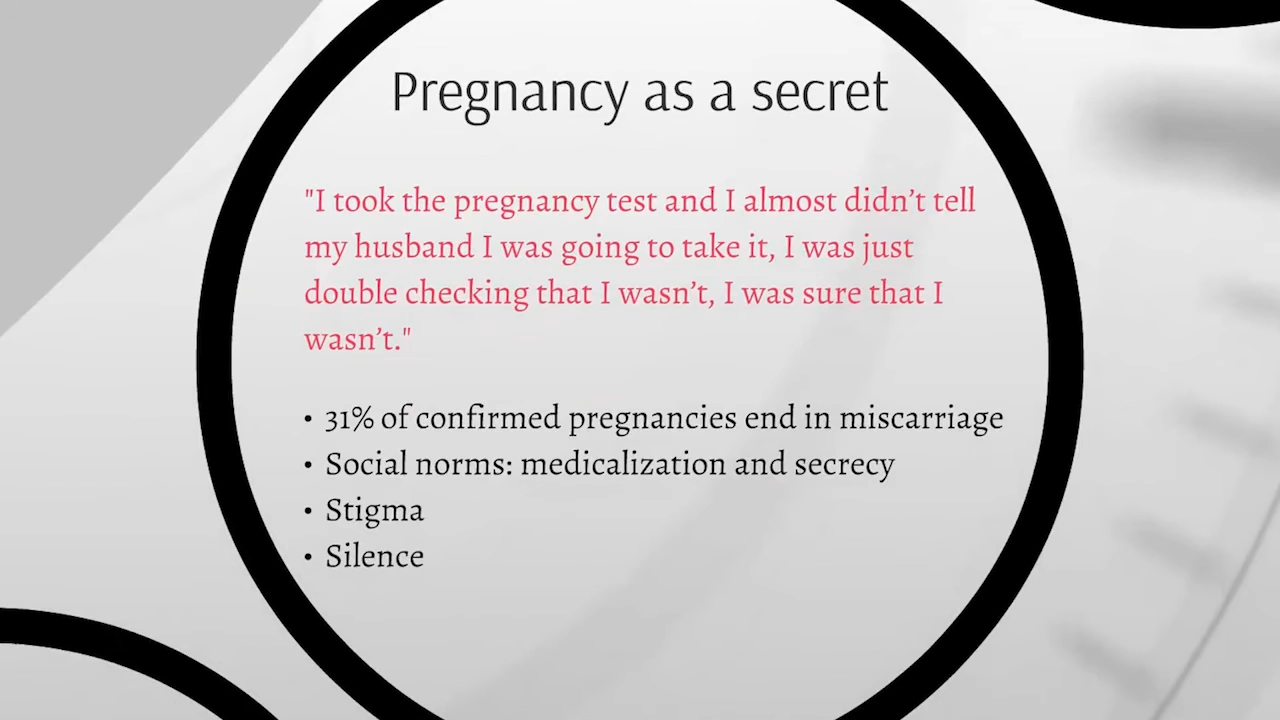 Pregnancy as a secret
"I took the pregnancy test and I almost didn’t tell
my husband I was going to take it, I was just
double checking that I wasn’t, I was sure that I
wasn’t."
• 31% of confirmed pregnancies end in miscarriage
• Social norms: medicalization and secrecy
• Stigma
• Silence